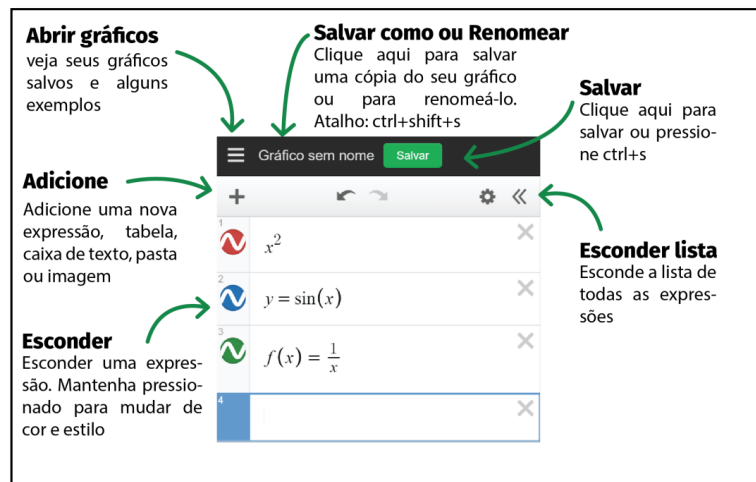 Abrir gráficos
veja seus gráficos
salvos e alguns
exemplos
Salvar como ou Renomear
Clique aqui para salvar
uma cópia do seu gráfico
ou para renomeá-lo.
Atalho: ctrl+shift+s
Salvar
Clique aqui para
salvar ou pressio-
ne ctrl+s
Gráfico sem nome
Salvar
Adicione
Adicione uma nova
expressão, tabela,
caixa de texto, pasta
ou imagem
Esconder lista
Esconde a lista de
todas as expres-
sões
Esconder
Esconder uma expres-
são. Mantenha pressio-
nado para mudar de
cor e estilo
1
x²
2
y = sin(x)
3
f(x) = 1/x
4